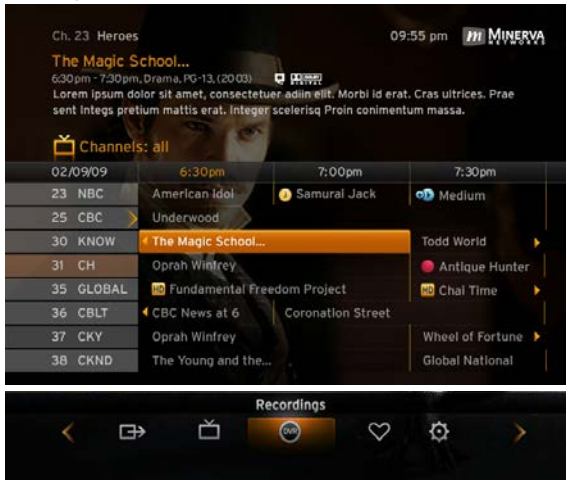 Ch. 23 Heroes
09:55 pm
m MINERVA NETWORKS
The Magic School...
6:30pm - 7:30pm, Drama, PG-13, (2003)
DOLBY DIGITAL
Lorem ipsum dolor sit amet, consectetuer adiin elit. Morbi id erat. Cras ultrices. Prae
sent Integs pretium mattis erat. Integer scelerisq Proin conimentum massa.
Channels: all
02/09/09 6:30pm 7:00pm 7:30pm
23 NBC American Idol Samurai Jack Medium
25 CBC Underwood
30 KNOW The Magic School... Todd World
31 CH Oprah Winfrey Antique Hunter
35 GLOBAL HD Fundamental Freedom Project HD Chai Time
36 CBLT CBC News at 6 Coronation Street
37 CKY Oprah Winfrey Wheel of Fortune
38 CKND The Young and the... Global National
Recordings
DVR